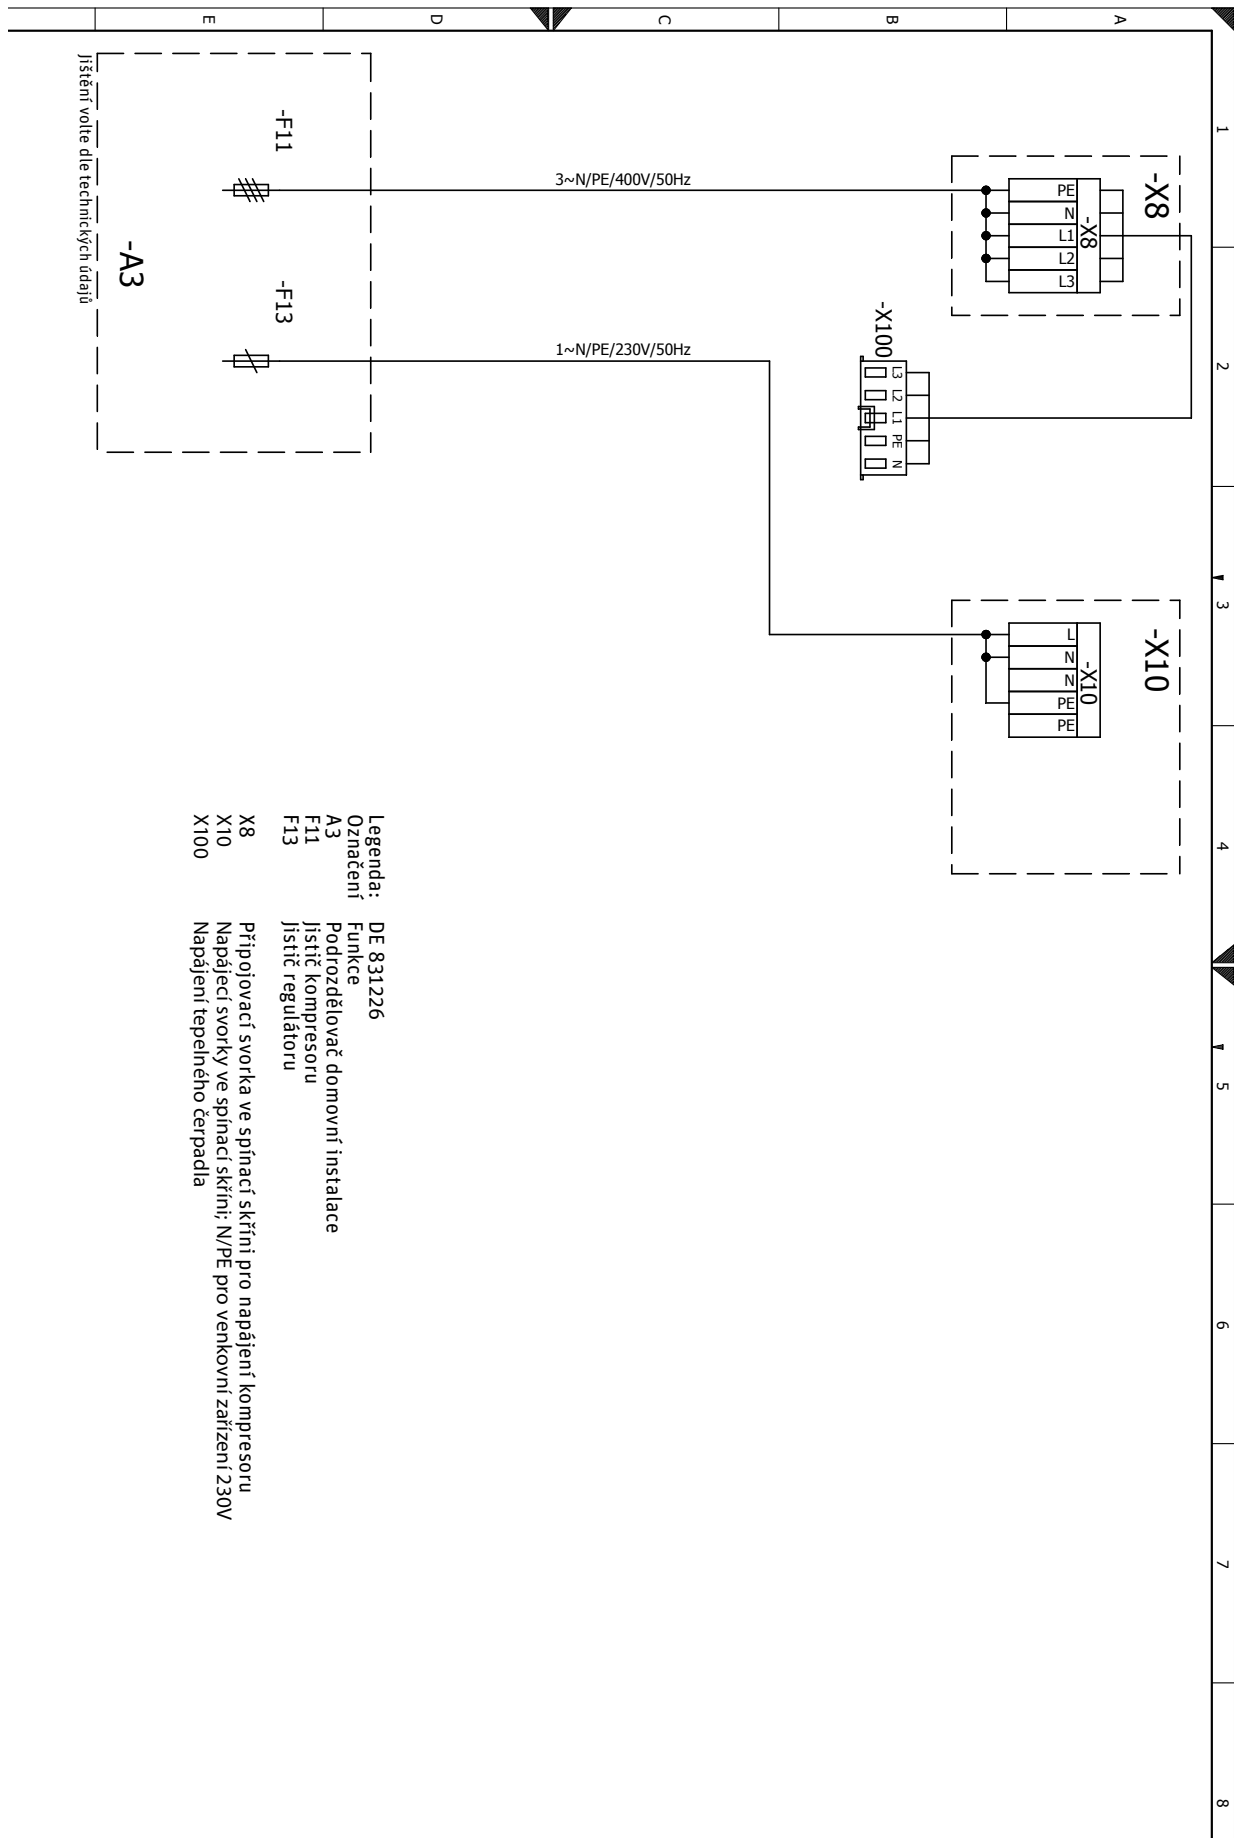 1
2
3
4
5
6
7
8
A
B
C
D
E
-X8
-X8
PE
N
L1
L2
L3
-X100
L3
L2
L1
PE
N
-X10
-X10
L
N
N
PE
PE
3~N/PE/400V/50Hz
1~N/PE/230V/50Hz
-F11
-F13
-A3
Jištění volte dle technických údajů
Legenda: DE 831226
Označení Funkce
A3 Podrozdělovač domovní instalace
F11 Jistič kompresoru
F13 Jistič regulátoru
X8 Připojovací svorka ve spínací skříni pro napájení kompresoru
X10 Napájecí svorky ve spínací skříni; N/PE pro venkovní zařízení 230V
X100 Napájení tepelného čerpadla